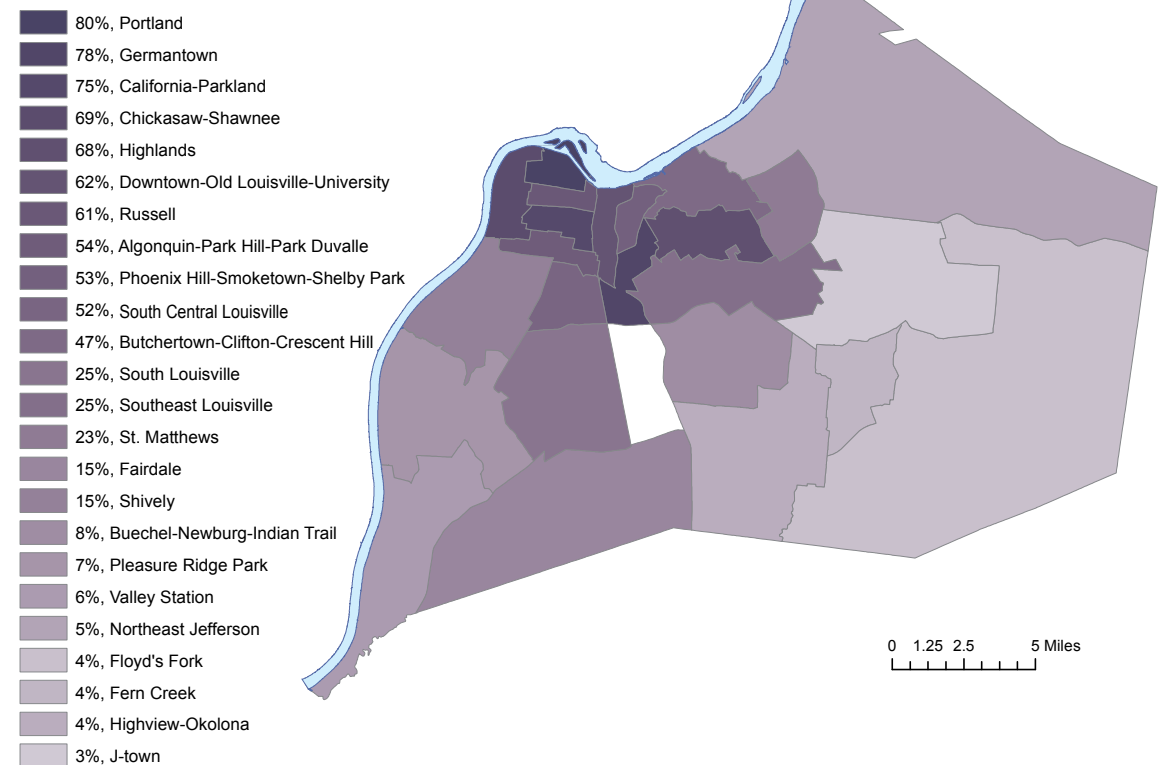 80%, Portland
78%, Germantown
75%, California-Parkland
69%, Chickasaw-Shawnee
68%, Highlands
62%, Downtown-Old Louisville-University
61%, Russell
54%, Algonquin-Park Hill-Park Duvalle
53%, Phoenix Hill-Smoketown-Shelby Park
52%, South Central Louisville
47%, Butchertown-Clifton-Crescent Hill
25%, South Louisville
25%, Southeast Louisville
23%, St. Matthews
15%, Fairdale
15%, Shively
8%, Buechel-Newburg-Indian Trail
7%, Pleasure Ridge Park
6%, Valley Station
5%, Northeast Jefferson
4%, Floyd's Fork
4%, Fern Creek
4%, Highview-Okolona
3%, J-town
0 1.25 2.5 5 Miles